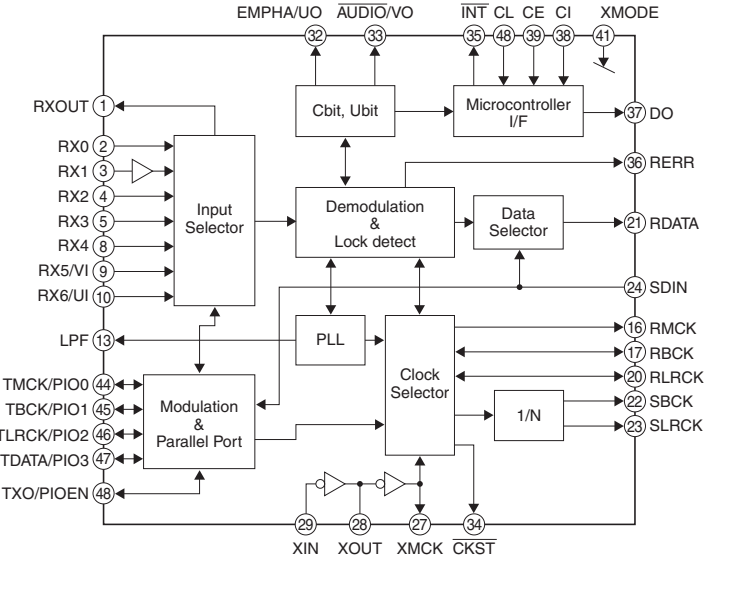 EMPHA/UO
AUDIO/VO
INT
CL
CE
CI
XMODE
32
33
35
48
39
38
41
RXOUT
1
Cbit, Ubit
Microcontroller
I/F
37
DO
RX0
2
RX1
3
RX2
4
RX3
5
RX4
8
RX5/VI
9
RX6/UI
10
Input
Selector
Demodulation
&
Lock detect
Data
Selector
36
RERR
21
RDATA
24
SDIN
LPF
13
PLL
Clock
Selector
16
RMCK
17
RBCK
20
RLRCK
22
SBCK
23
SLRCK
1/N
TMCK/PIO0
44
TBCK/PIO1
45
TLRCK/PIO2
46
TDATA/PIO3
47
TXO/PIOEN
48
Modulation
&
Parallel Port
29
28
27
34
XIN
XOUT
XMCK
CKST